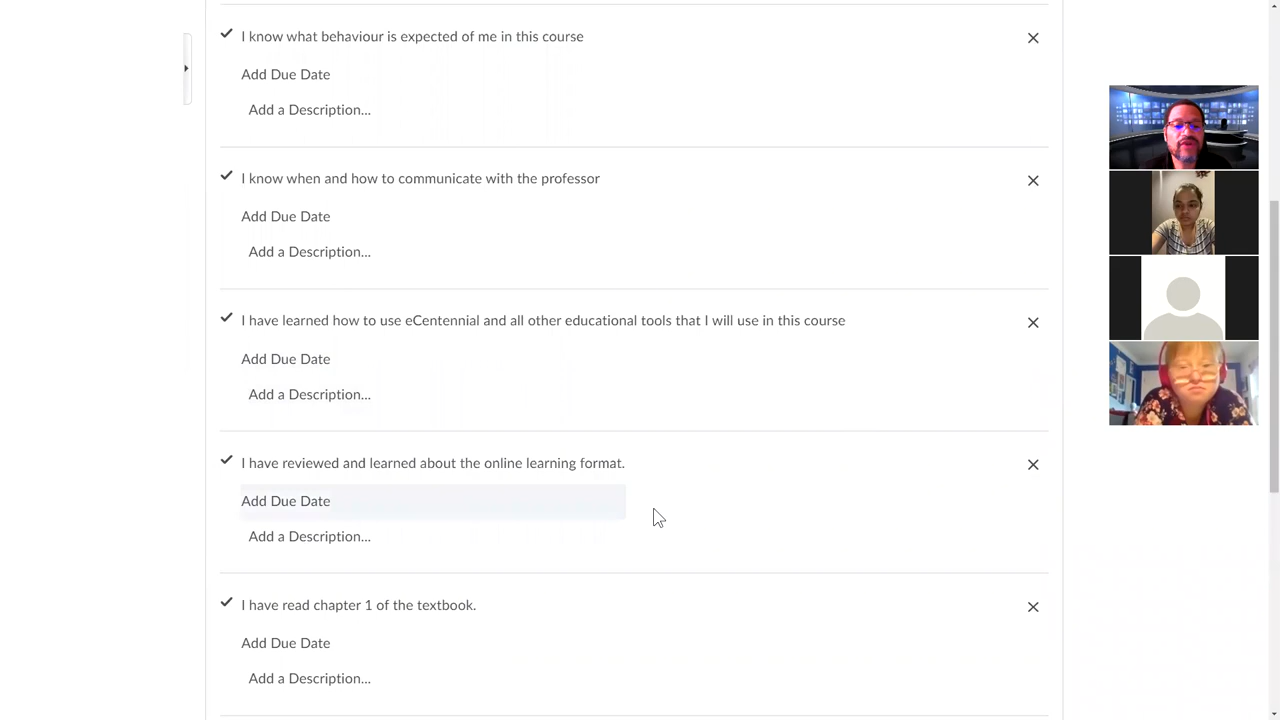 I know what behaviour is expected of me in this course
Add Due Date
Add a Description...
I know when and how to communicate with the professor
Add Due Date
Add a Description...
I have learned how to use eCentennial and all other educational tools that I will use in this course
Add Due Date
Add a Description...
I have reviewed and learned about the online learning format.
Add Due Date
Add a Description...
I have read chapter 1 of the textbook.
Add Due Date
Add a Description...